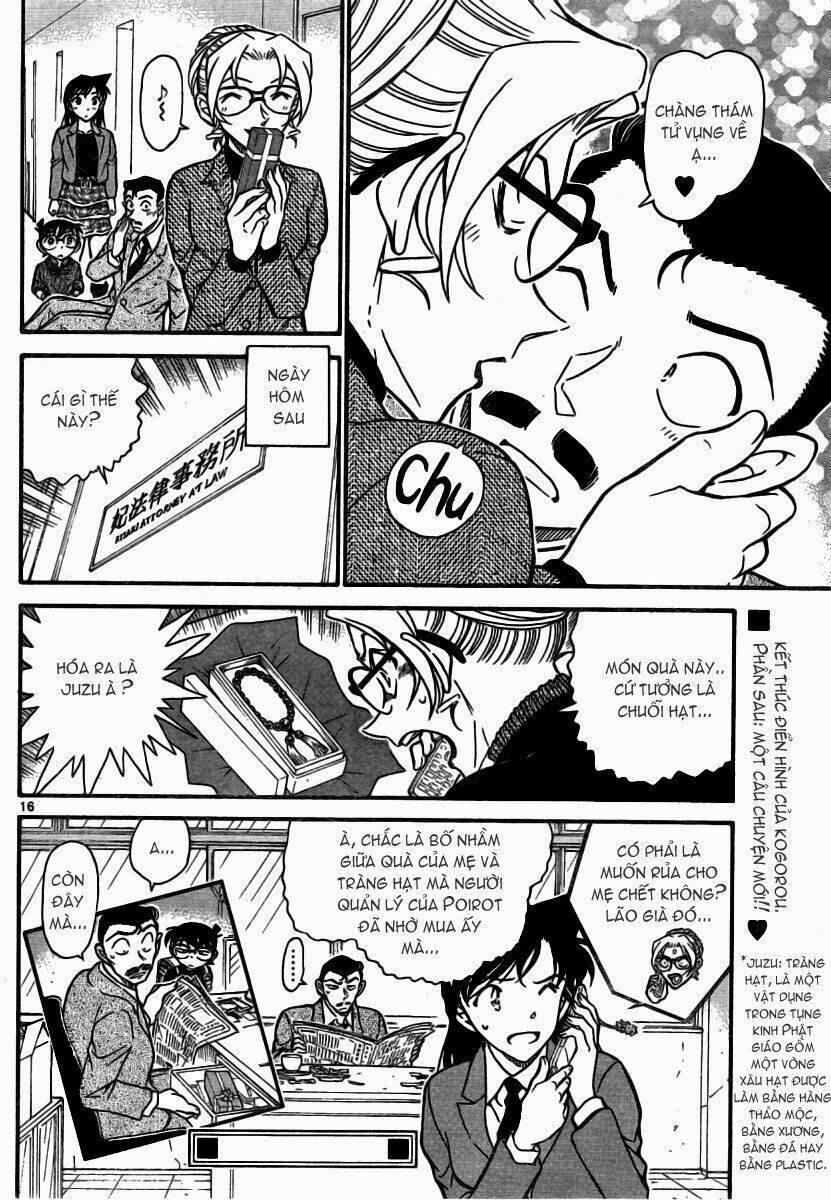 CHÀNG THÁM
TỬ VỤNG VỀ
Ạ...
♥
Chu
NGÀY
HÔM
SAU
CÁI GÌ THẾ
NÀY?
妃法律事務所
KISAKI ATTORNEY AT LAW
MÓN QUÀ NÀY..
CỨ TƯỞNG LÀ
CHUỖI HẠT...
HÓA RA LÀ
JUZU À ?
KẾT THÚC ĐIỂN HÌNH CỦA KOGOROU.
PHẦN SAU: MỘT CÂU CHUYỆN MỚI!! ♥
16
CÓ PHẢI LÀ
MUỐN RỦA CHO
MẸ CHẾT KHÔNG?
LÃO GIÀ ĐÓ...
À, CHẮC LÀ BỐ NHẦM
GIỮA QUÀ CỦA MẸ VÀ
TRÀNG HẠT MÀ NGƯỜI
QUẢN LÝ CỦA POIROT
ĐÃ NHỜ MUA ẤY
MÀ...
......
A...
CÒN
ĐÂY
MÀ...
*JUZU: TRÀNG
HẠT, LÀ MỘT
VẬT DỤNG
TRONG TỤNG
KINH PHẬT
GIÁO GỒM
MỘT VÒNG
XÂU HẠT ĐƯỢC
LÀM BẰNG HÀNG
THẢO MỘC,
BẰNG XƯƠNG,
BẰNG ĐÁ HAY
BẰNG PLASTIC.